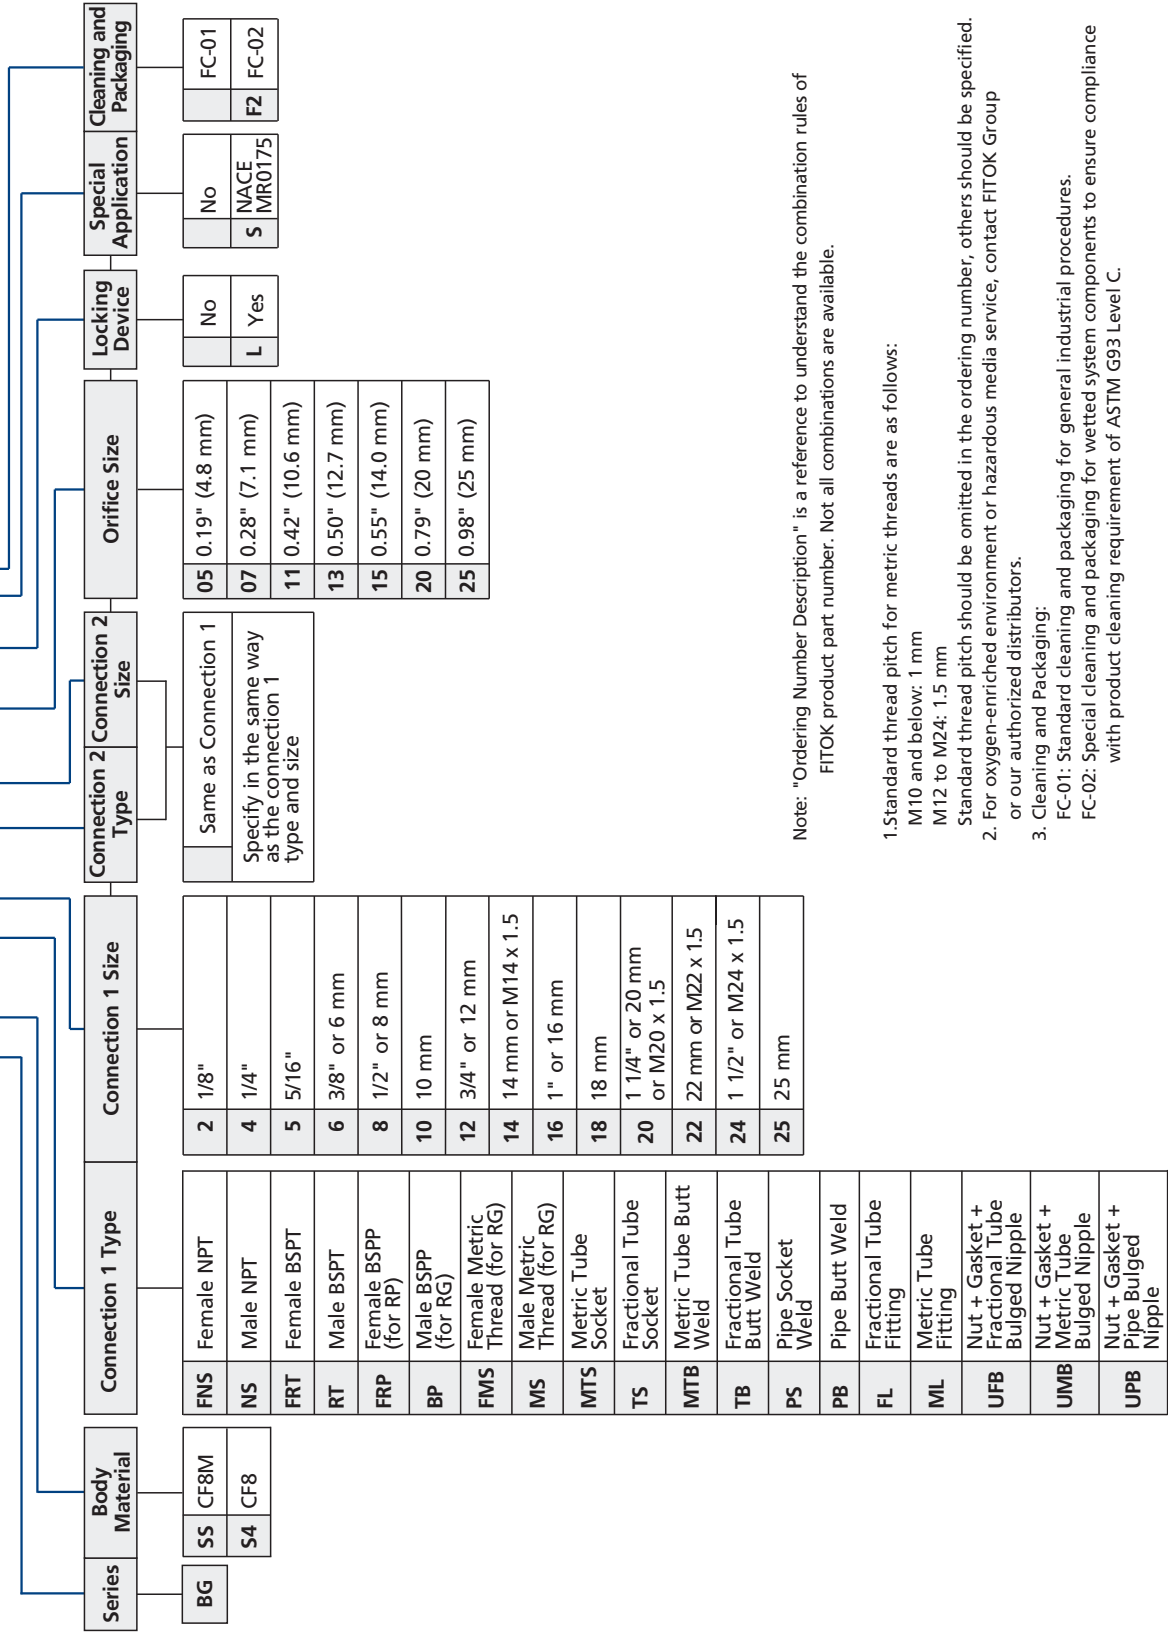 Series
BG
Body
Material
SS CF8M
S4 CF8
Connection 1 Type
FNS Female NPT
NS Male NPT
FRT Female BSPT
RT Male BSPT
FRP Female BSPP
(for RP)
BP Male BSPP
(for RG)
FMS Female Metric
Thread (for RG)
MS Male Metric
Thread (for RG)
MTS Metric Tube
Socket
TS Fractional Tube
Socket
MTB Metric Tube Butt
Weld
TB Fractional Tube
Butt Weld
PS Pipe Socket
Weld
PB Pipe Butt Weld
FL Fractional Tube
Fitting
ML Metric Tube
Fitting
UFB Nut + Gasket +
Fractional Tube
Bulged Nipple
UMB Nut + Gasket +
Metric Tube
Bulged Nipple
UPB Nut + Gasket +
Pipe Bulged
Nipple
Connection 1 Size
2 1/8"
4 1/4"
5 5/16"
6 3/8" or 6 mm
8 1/2" or 8 mm
10 10 mm
12 3/4" or 12 mm
14 14 mm or M14 x 1.5
16 1" or 16 mm
18 18 mm
20 1 1/4" or 20 mm
or M20 x 1.5
22 22 mm or M22 x 1.5
24 1 1/2" or M24 x 1.5
25 25 mm
Connection 2
Type
Connection 2
Size
Same as Connection 1
Specify in the same way
as the connection 1
type and size
Orifice Size
05 0.19" (4.8 mm)
07 0.28" (7.1 mm)
11 0.42" (10.6 mm)
13 0.50" (12.7 mm)
15 0.55" (14.0 mm)
20 0.79" (20 mm)
25 0.98" (25 mm)
Locking
Device
No
L Yes
Special
Application
No
S NACE
MR0175
Cleaning and
Packaging
FC-01
F2 FC-02
Note: "Ordering Number Description" is a reference to understand the combination rules of
FITOK product part number. Not all combinations are available.
1.Standard thread pitch for metric threads are as follows:
M10 and below: 1 mm
M12 to M24: 1.5 mm
Standard thread pitch should be omitted in the ordering number, others should be specified.
2. For oxygen-enriched environment or hazardous media service, contact FITOK Group
or our authorized distributors.
3. Cleaning and Packaging:
FC-01: Standard cleaning and packaging for general industrial procedures.
FC-02: Special cleaning and packaging for wetted system components to ensure compliance
with product cleaning requirement of ASTM G93 Level C.